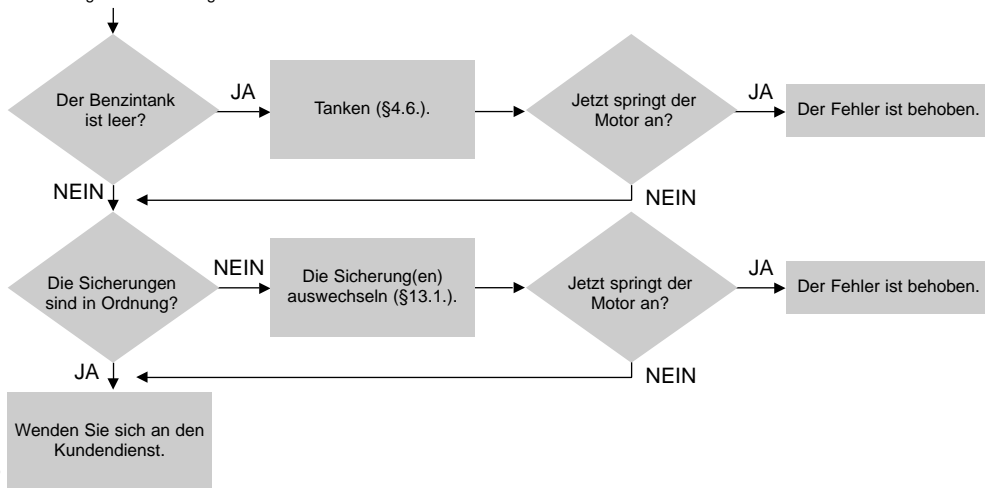 Der Benzintank
ist leer?
JA
Tanken (§4.6.).
Jetzt springt der
Motor an?
JA
Der Fehler ist behoben.
NEIN
NEIN
Die Sicherungen
sind in Ordnung?
NEIN
Die Sicherung(en)
auswechseln (§13.1.).
Jetzt springt der
Motor an?
JA
Der Fehler ist behoben.
JA
NEIN
Wenden Sie sich an den
Kundendienst.